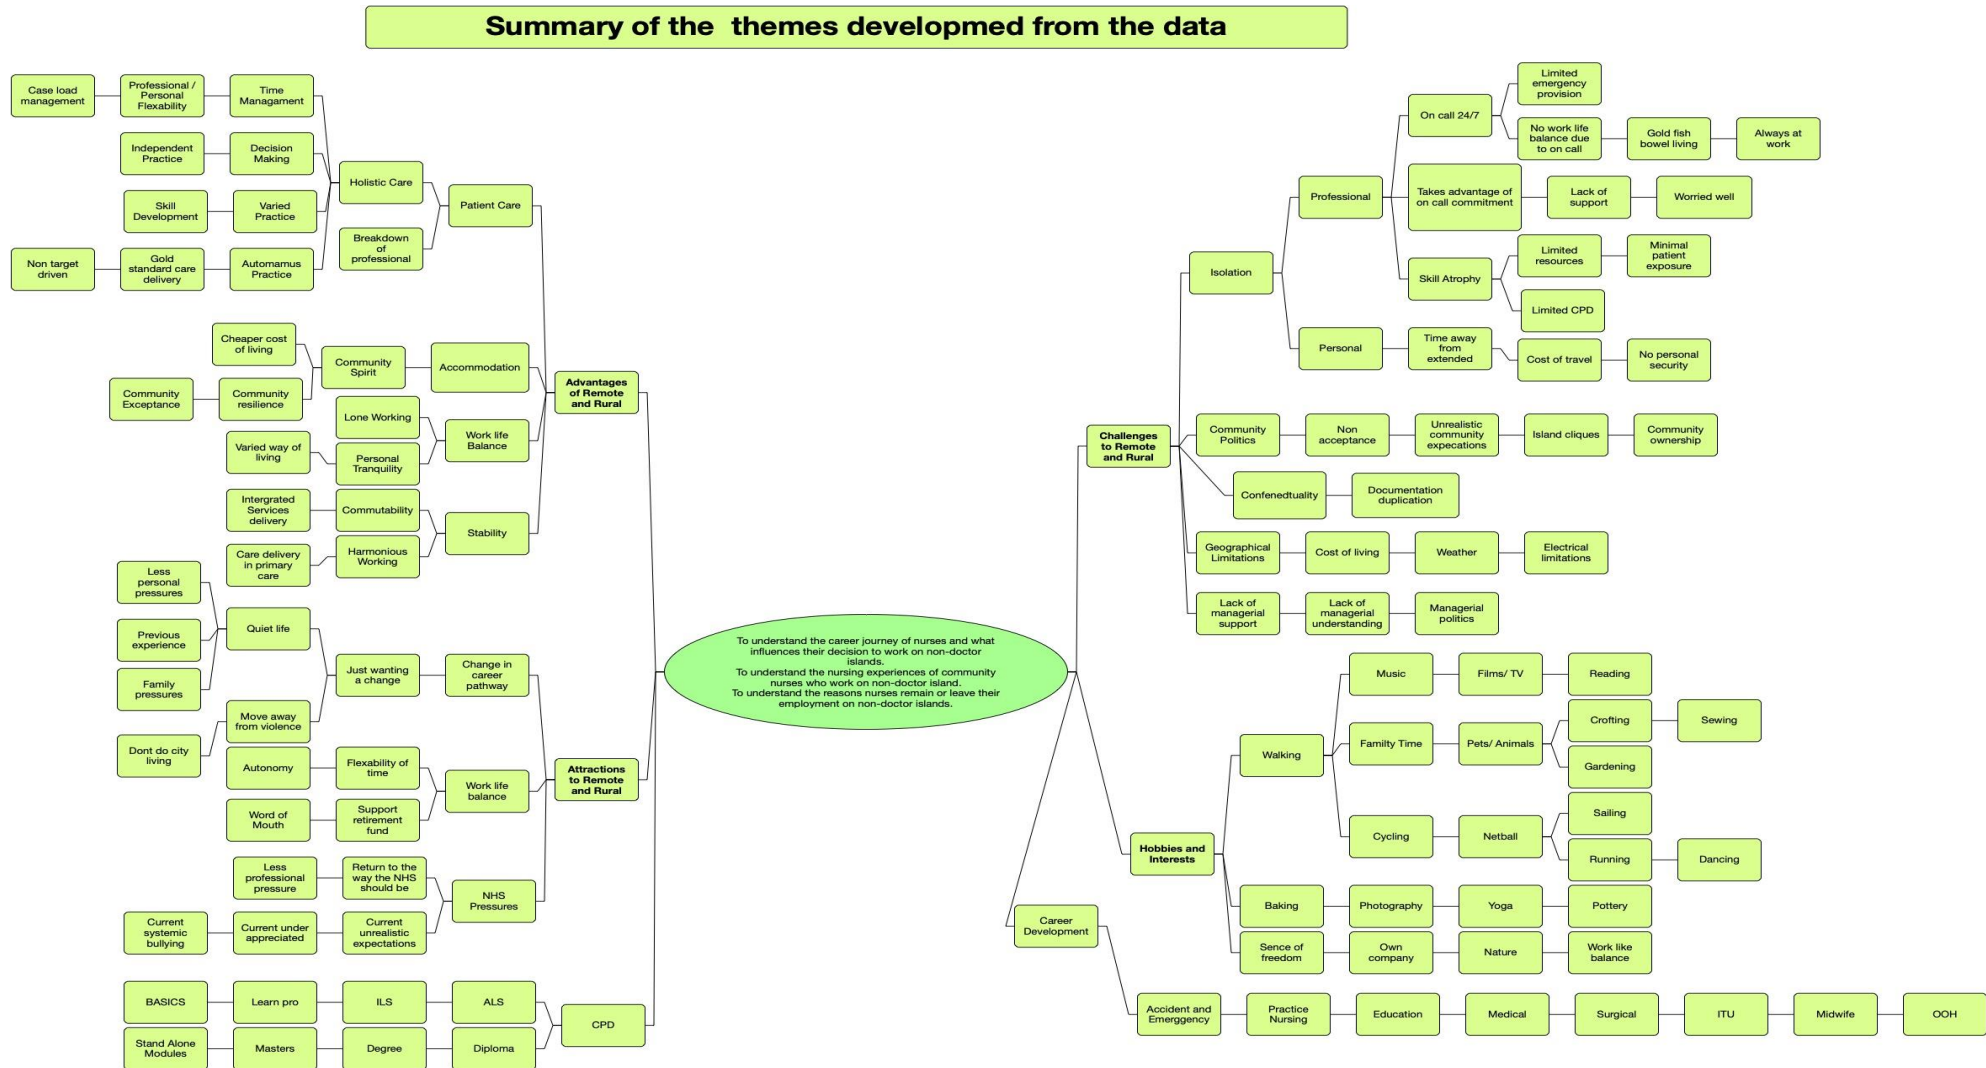 Summary of the  themes developmed from the data
Case load
management
Professional /
Personal
Flexability
Time
Managament
Independent
Practice
Decision
Making
Skill
Development
Varied
Practice
Non target
driven
Gold
standard care
delivery
Automamus
Practice
Holistic Care
Breakdown
of
professional
Patient Care
Cheaper cost
of living
Community
Exceptance
Community
resilience
Community
Spirit
Accommodation
Lone Working
Varied way of
living
Personal
Tranquility
Work life
Balance
Intergrated
Services
delivery
Commutability
Care delivery
in primary
care
Harmonious
Working
Stability
Advantages
of Remote
and Rural
Less
personal
pressures
Previous
experience
Family
pressures
Quiet life
Dont do city
living
Move away
from violence
Just wanting
a change
Change in
career
pathway
Autonomy
Flexability of
time
Word of
Mouth
Support
retirement
fund
Work life
balance
Less
professional
pressure
Return to the
way the NHS
should be
Current
systemic
bullying
Current under
appreciated
Current
unrealistic
expectations
NHS
Pressures
Attractions
to Remote
and Rural
BASICS
Learn pro
ILS
ALS
Stand Alone
Modules
Masters
Degree
Diploma
CPD
To understand the career journey of nurses and what
influences their decision to work on non-doctor
islands.
To understand the nursing experiences of community
nurses who work on non-doctor island.
To understand the reasons nurses remain or leave their
employment on non-doctor islands.
Challenges
to Remote
and Rural
Isolation
Professional
On call 24/7
Limited
emergency
provision
No work life
balance due
to on call
Gold fish
bowel living
Always at
work
Takes advantage of
on call commitment
Lack of
support
Worried well
Skill Atrophy
Limited
resources
Minimal
patient
exposure
Limited CPD
Personal
Time away
from
extended
Cost of travel
No personal
security
Community
Politics
Non
acceptance
Unrealistic
community
expecations
Island cliques
Community
ownership
Confenedtuality
Documentation
duplication
Geographical
Limitations
Cost of living
Weather
Electrical
limitations
Lack of
managerial
support
Lack of
managerial
understanding
Managerial
politics
Hobbies and
Interests
Walking
Music
Films/ TV
Reading
Familty Time
Pets/ Animals
Crofting
Sewing
Gardening
Cycling
Netball
Sailing
Running
Dancing
Baking
Photography
Yoga
Pottery
Sence of
freedom
Own
company
Nature
Work like
balance
Career
Development
Accident and
Emerggency
Practice
Nursing
Education
Medical
Surgical
ITU
Midwife
OOH